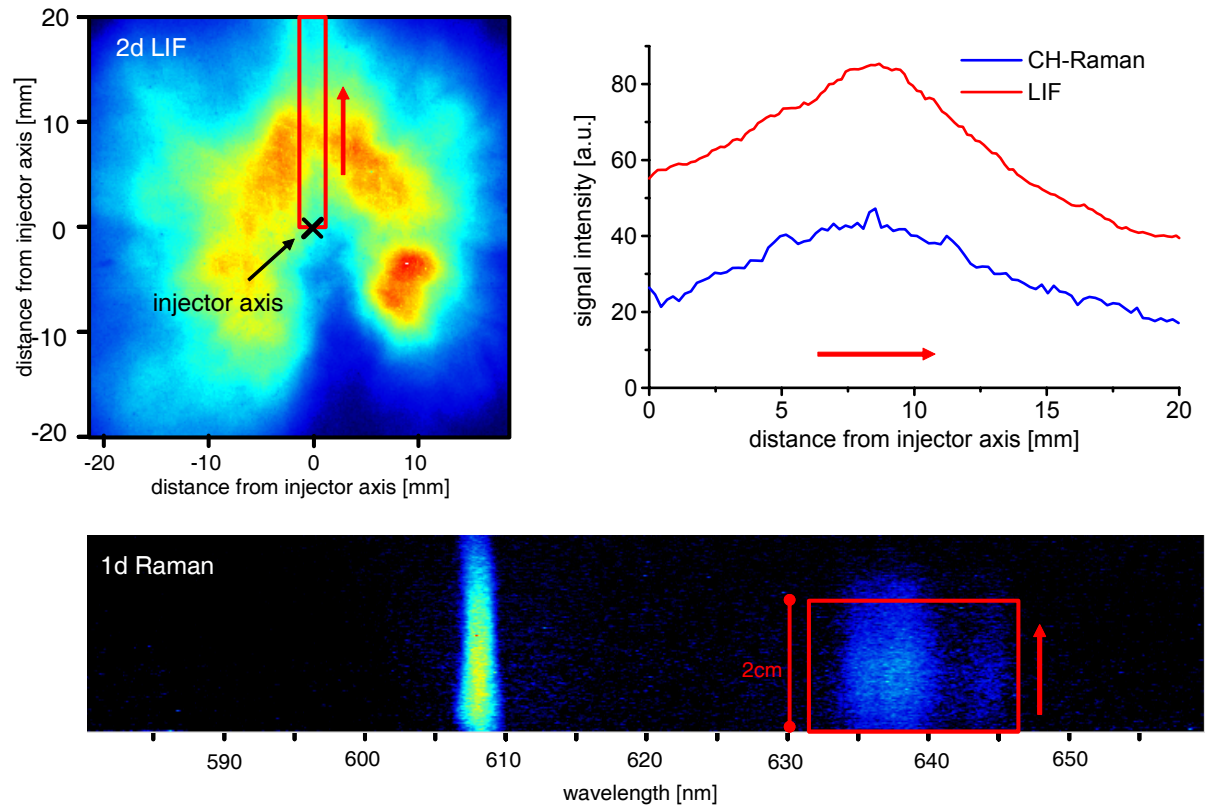 2d LIF
20
10
0
-10
-20
distance from injector axis [mm]
injector axis
-20
-10
0
10
distance from injector axis [mm]
CH-Raman
LIF
80
60
40
20
0
signal intensity [a.u.]
0
5
10
15
20
distance from injector axis [mm]
1d Raman
2cm
590
600
610
620
630
640
650
wavelength [nm]